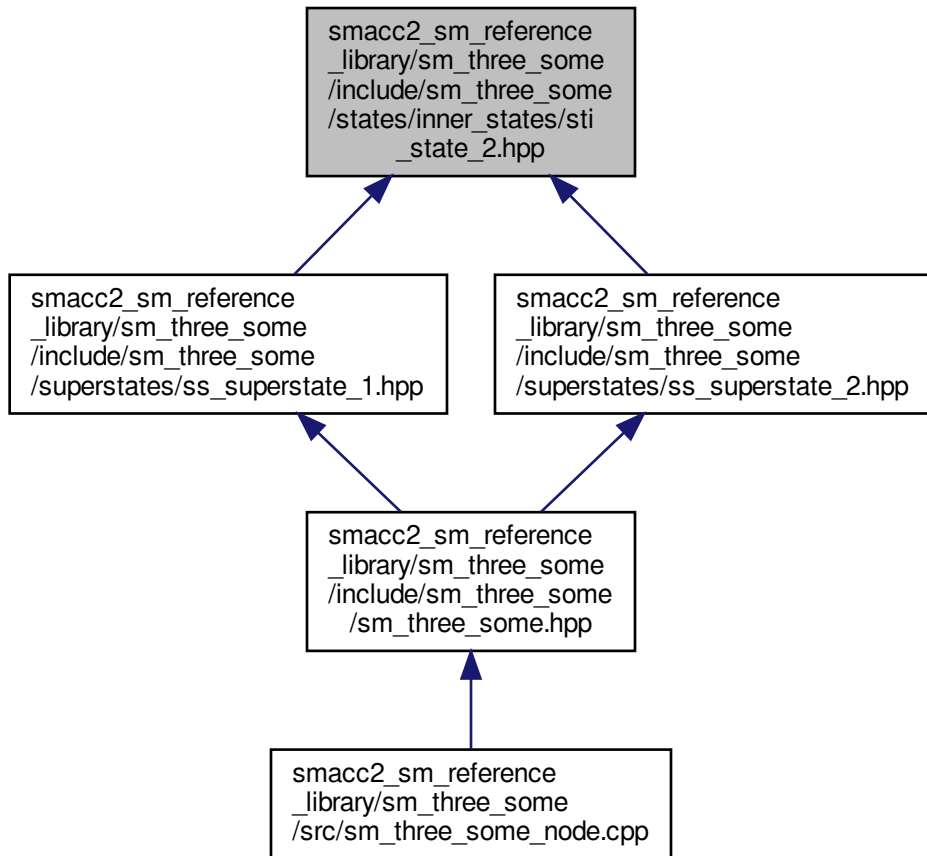 smacc2_sm_reference
_library/sm_three_some
/include/sm_three_some
/states/inner_states/sti
_state_2.hpp
smacc2_sm_reference
_library/sm_three_some
/include/sm_three_some
/superstates/ss_superstate_1.hpp
smacc2_sm_reference
_library/sm_three_some
/include/sm_three_some
/superstates/ss_superstate_2.hpp
smacc2_sm_reference
_library/sm_three_some
/include/sm_three_some
/sm_three_some.hpp
smacc2_sm_reference
_library/sm_three_some
/src/sm_three_some_node.cpp